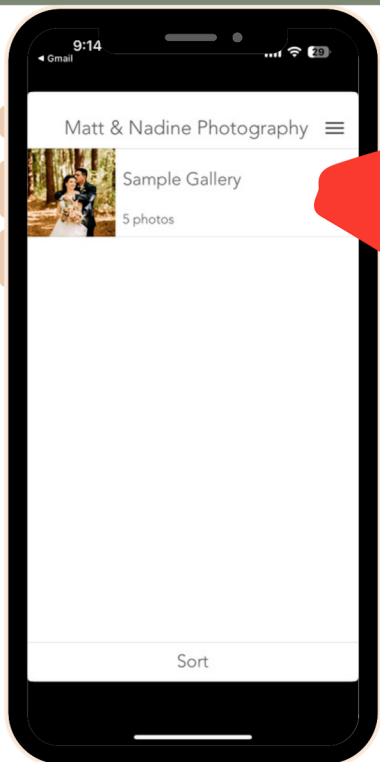 9:14
◀ Gmail
29
Matt & Nadine Photography
Sample Gallery
5 photos
Sort